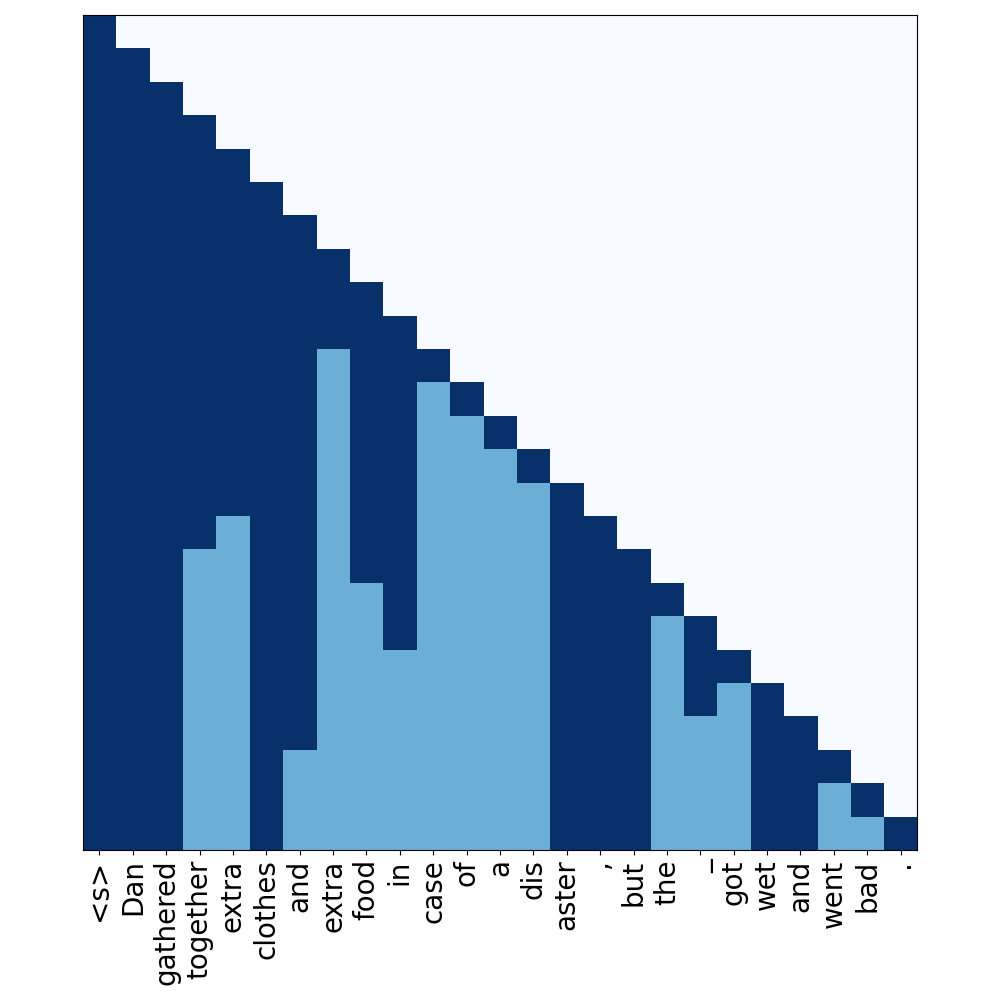 <s> Dan gathered together extra clothes and extra food in case of a dis aster , but the _ got wet and went bad .